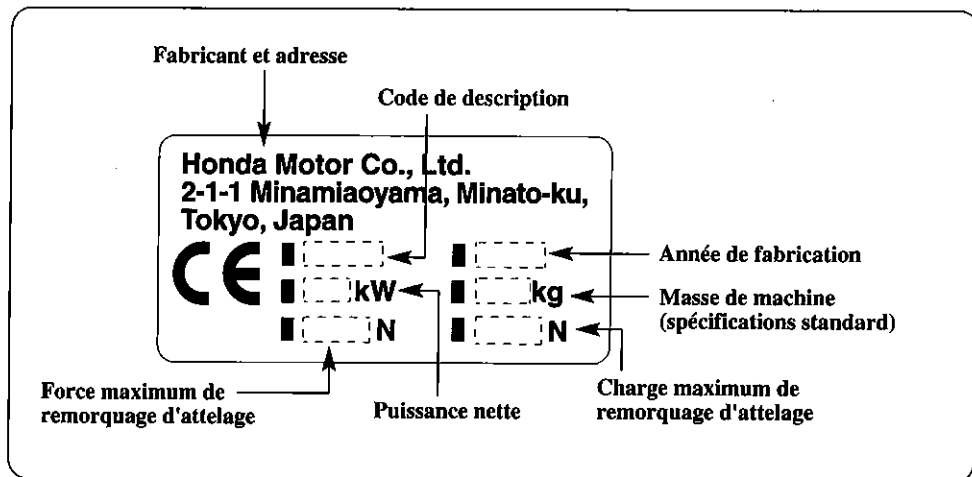 Fabricant et adresse
Code de description
Honda Motor Co., Ltd.
2-1-1 Minamiaoyama, Minato-ku,
Tokyo, Japan
CE
kW
kg
N
N
Année de fabrication
Masse de machine
(spécifications standard)
Force maximum de
remorquage d'attelage
Puissance nette
Charge maximum de
remorquage d'attelage